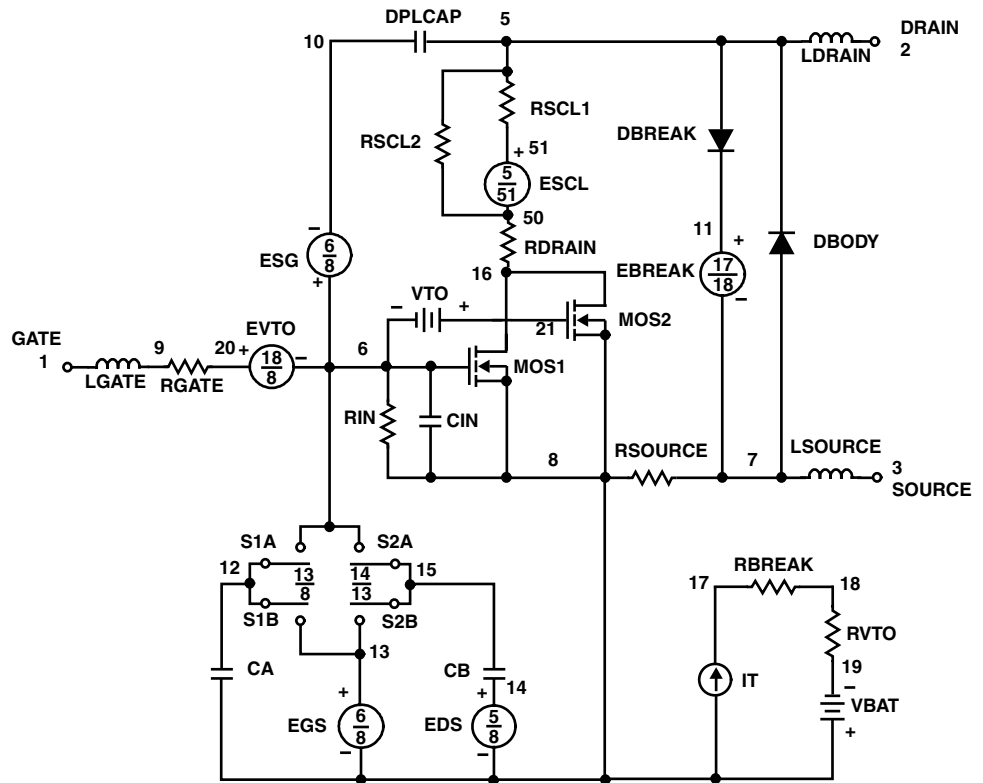 DPLCAP
5
DRAIN
2
10
LDRAIN
RSCL1
RSCL2
DBREAK
+ 51
5
51
ESCL
50
−
11
+
DBODY
ESG
6
8
+
RDRAIN
16
EBREAK
17
18
−
− VTO +
21
MOS2
GATE
1
9
20
+
EVTO
18
8
−
6
LGATE
RGATE
MOS1
RIN
CIN
8
RSOURCE
7
LSOURCE
3
SOURCE
S1A
S2A
12
13
8
14
13
15
S1B
S2B
13
RBREAK
17
18
RVTO
CA
CB
14
IT
19
−
VBAT
+
+
EGS
6
8
−
+
EDS
5
8
−